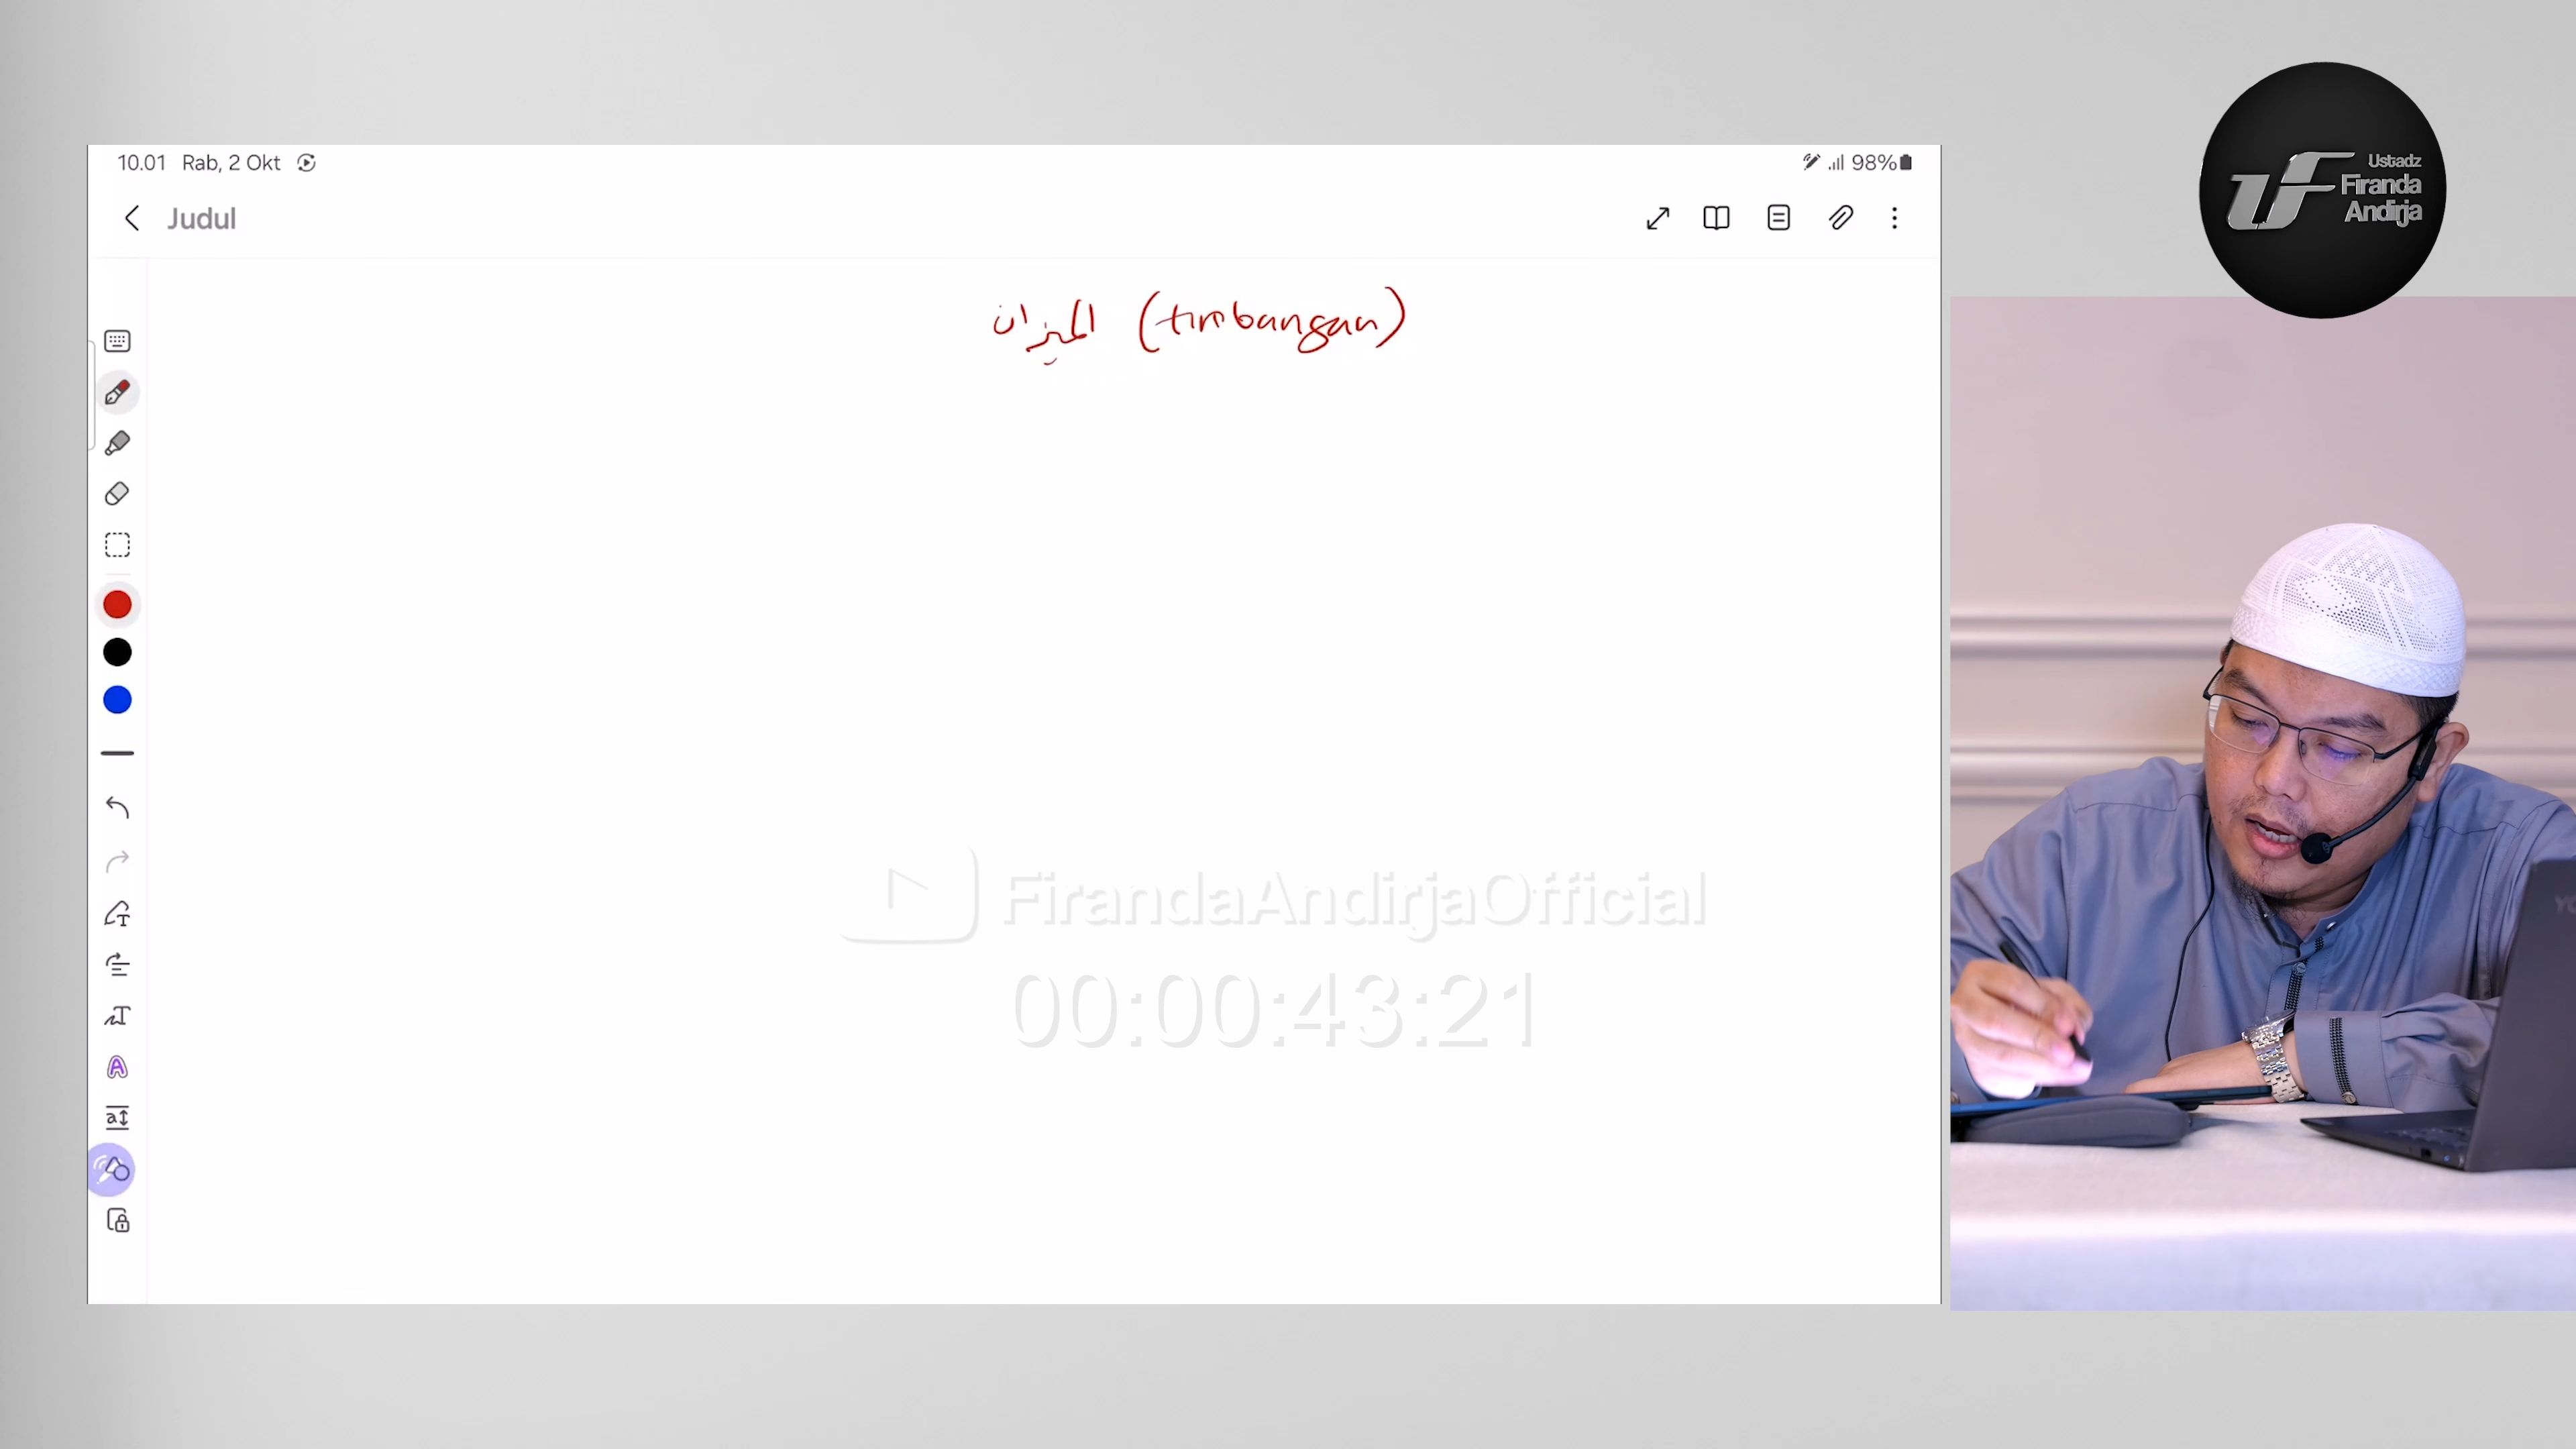 10.01 Rab, 2 Okt
98%
Judul
الميزان (timbangan)
Ustadz
Firanda
Andirja
FirandaAndirjaOfficial
00:00:43:21